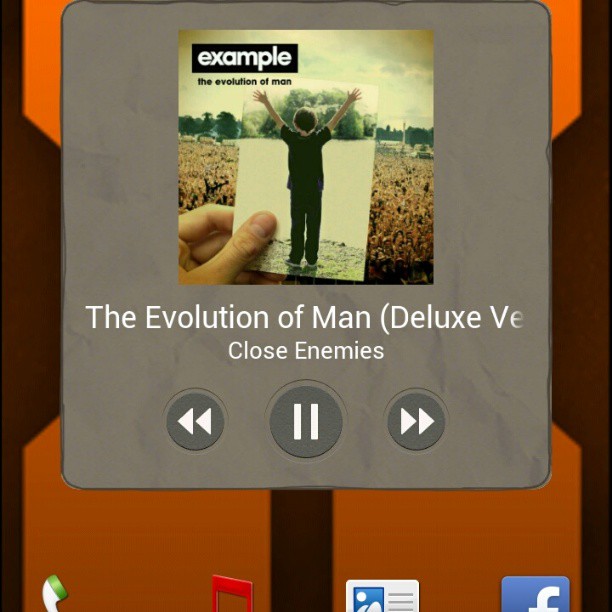 example
the evolution of man
The Evolution of Man (Deluxe Ve
Close Enemies
f